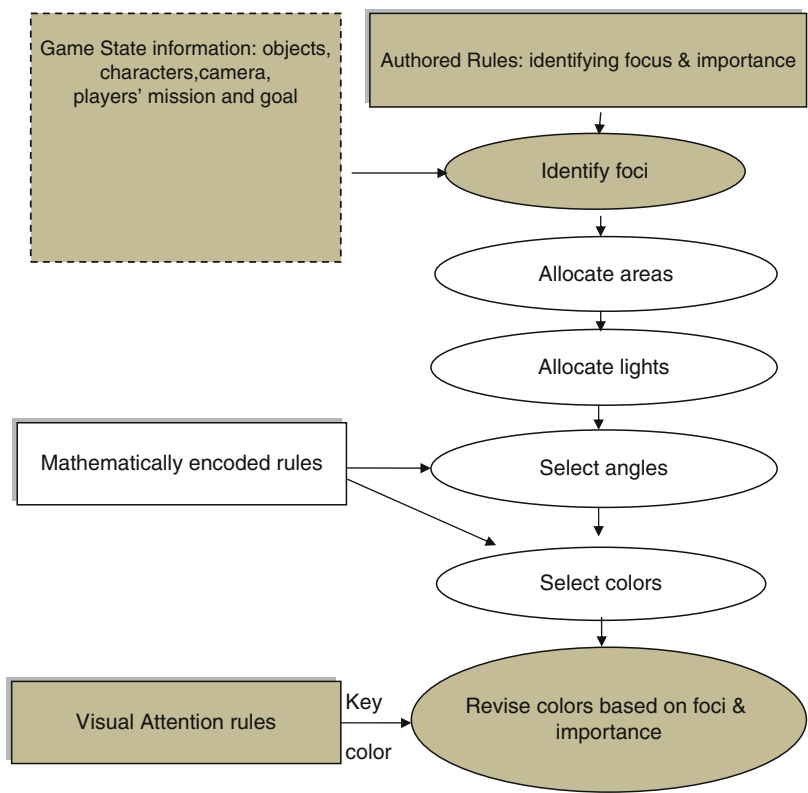 Game State information: objects,
characters,camera,
players’ mission and goal
Authored Rules: identifying focus & importance
Identify foci
Allocate areas
Allocate lights
Mathematically encoded rules
Select angles
Select colors
Visual Attention rules
Key
color
Revise colors based on foci &
importance